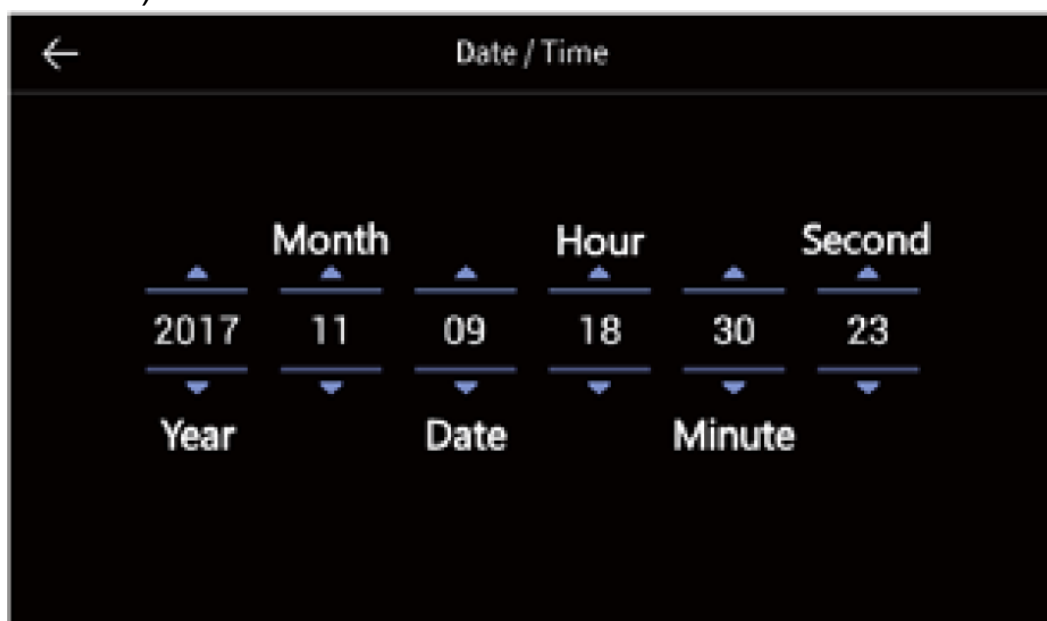 )
Date / Time
Month Hour Second
2017 11 09 18 30 23
Year Date Minute